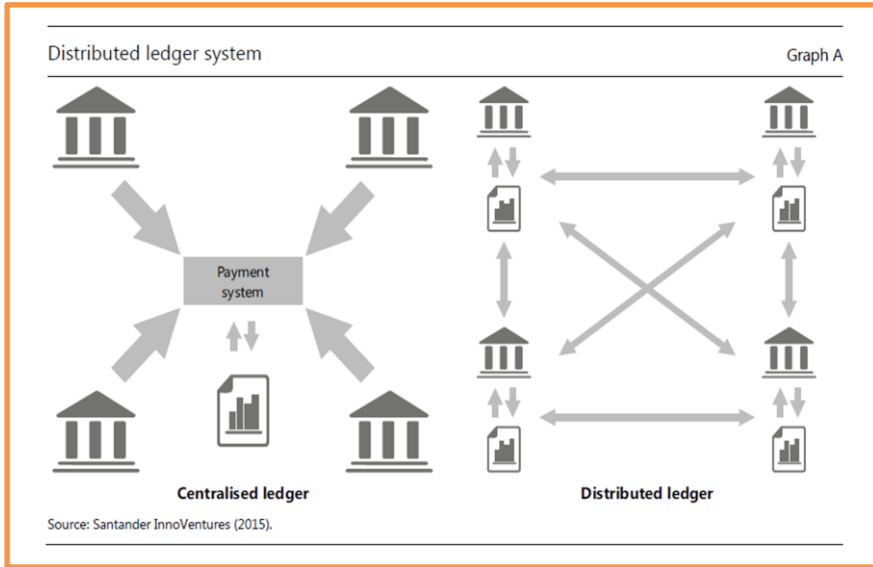 Distributed ledger system
Graph A
Payment
system
Centralised ledger
Distributed ledger
Source: Santander InnoVentures (2015).